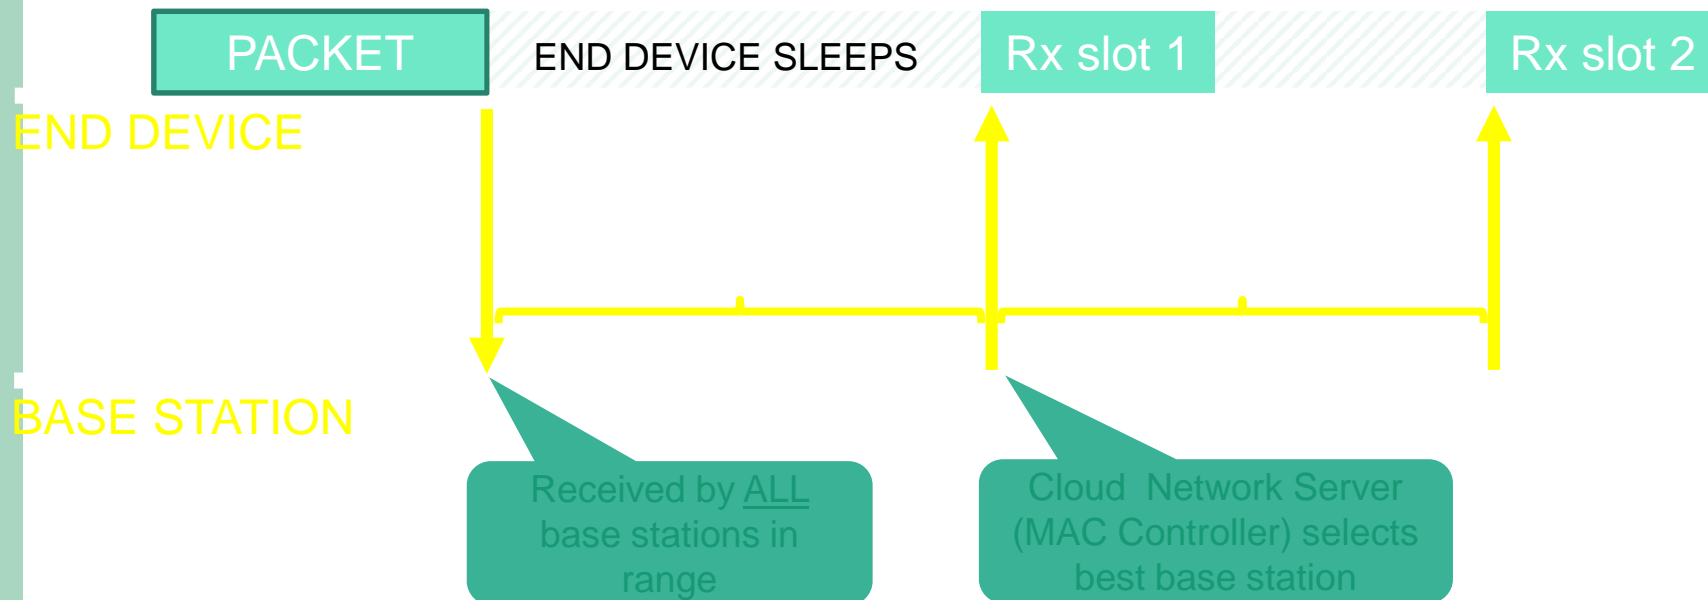 PACKET
END DEVICE SLEEPS
Rx slot 1
Rx slot 2
END DEVICE
BASE STATION
Received by ALL
base stations in
range
Cloud Network Server
(MAC Controller) selects
best base station